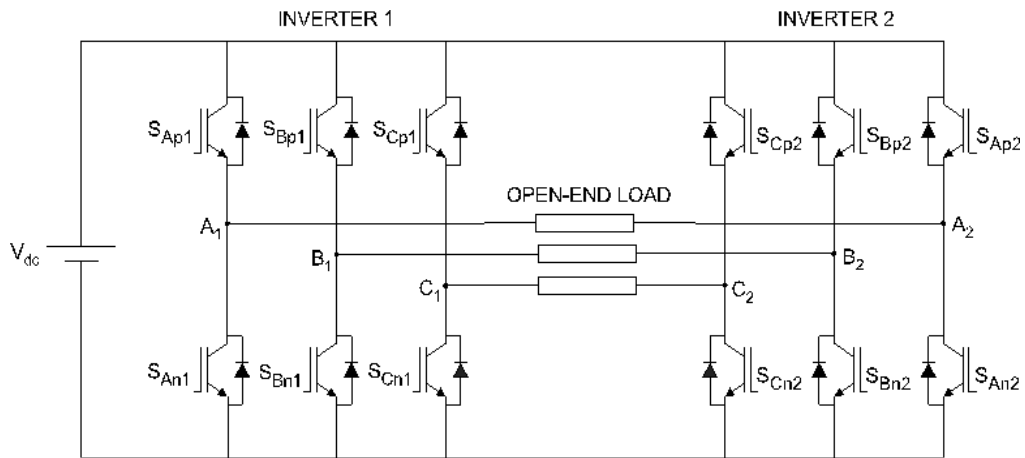 INVERTER 1
INVERTER 2
S_Ap1
S_Bp1
S_Cp1
S_Cp2
S_Bp2
S_Ap2
OPEN-END LOAD
A_1
A_2
V_dc
B_1
B_2
C_1
C_2
S_An1
S_Bn1
S_Cn1
S_Cn2
S_Bn2
S_An2